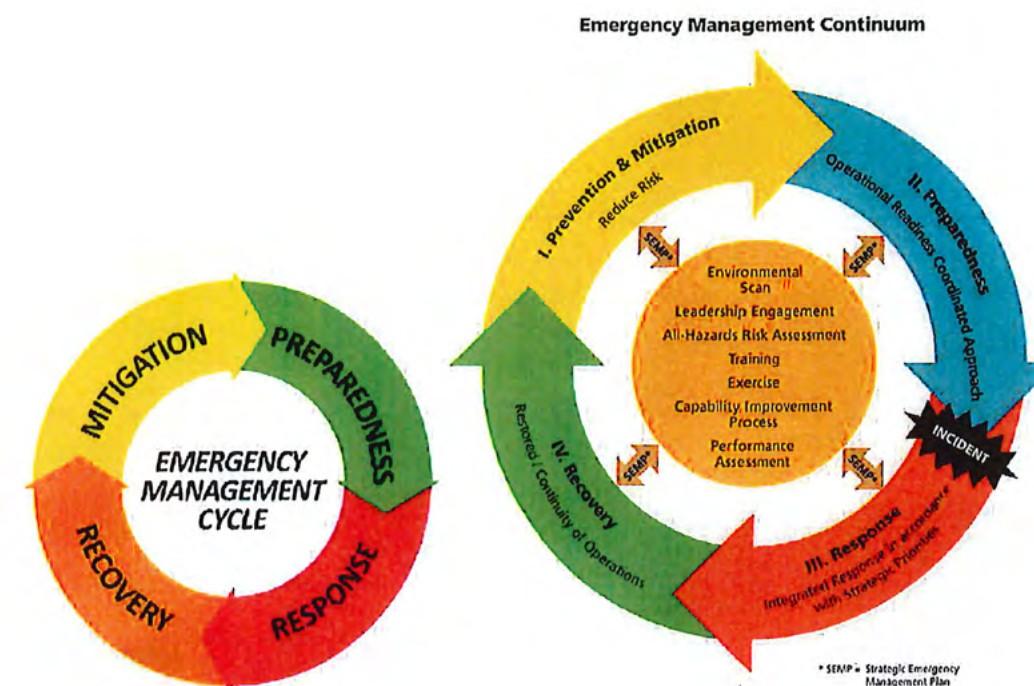 Emergency Management Continuum
I. Prevention & Mitigation
Reduce Risk
II. Preparedness
Operational Readiness Coordinated Approach
INCIDENT
III. Response
Integrated Response in accordance
with Strategic Priorities
IV. Recovery
Restored / Continuity of Operations
SEMP*
SEMP*
SEMP*
SEMP*
Environmental
Scan
Leadership Engagement
All-Hazards Risk Assessment
Training
Exercise
Capability Improvement
Process
Performance
Assessment
* SEMP = Strategic Emergency
Management Plan
MITIGATION
PREPAREDNESS
RESPONSE
RECOVERY
EMERGENCY
MANAGEMENT
CYCLE